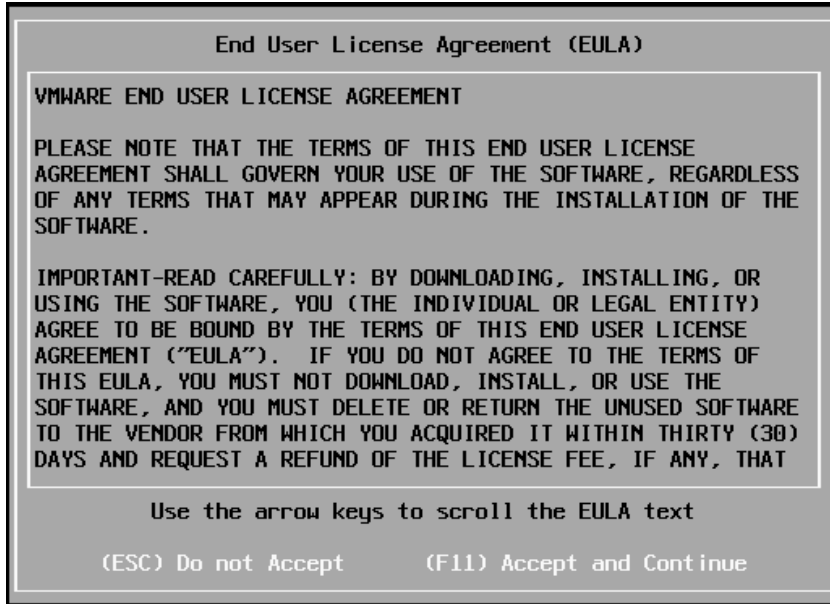 End User License Agreement (EULA)
VMWARE END USER LICENSE AGREEMENT
PLEASE NOTE THAT THE TERMS OF THIS END USER LICENSE
AGREEMENT SHALL GOVERN YOUR USE OF THE SOFTWARE, REGARDLESS
OF ANY TERMS THAT MAY APPEAR DURING THE INSTALLATION OF THE
SOFTWARE.
IMPORTANT-READ CAREFULLY: BY DOWNLOADING, INSTALLING, OR
USING THE SOFTWARE, YOU (THE INDIVIDUAL OR LEGAL ENTITY)
AGREE TO BE BOUND BY THE TERMS OF THIS END USER LICENSE
AGREEMENT ("EULA"). IF YOU DO NOT AGREE TO THE TERMS OF
THIS EULA, YOU MUST NOT DOWNLOAD, INSTALL, OR USE THE
SOFTWARE, AND YOU MUST DELETE OR RETURN THE UNUSED SOFTWARE
TO THE VENDOR FROM WHICH YOU ACQUIRED IT WITHIN THIRTY (30)
DAYS AND REQUEST A REFUND OF THE LICENSE FEE, IF ANY, THAT
Use the arrow keys to scroll the EULA text
(ESC) Do not Accept (F11) Accept and Continue